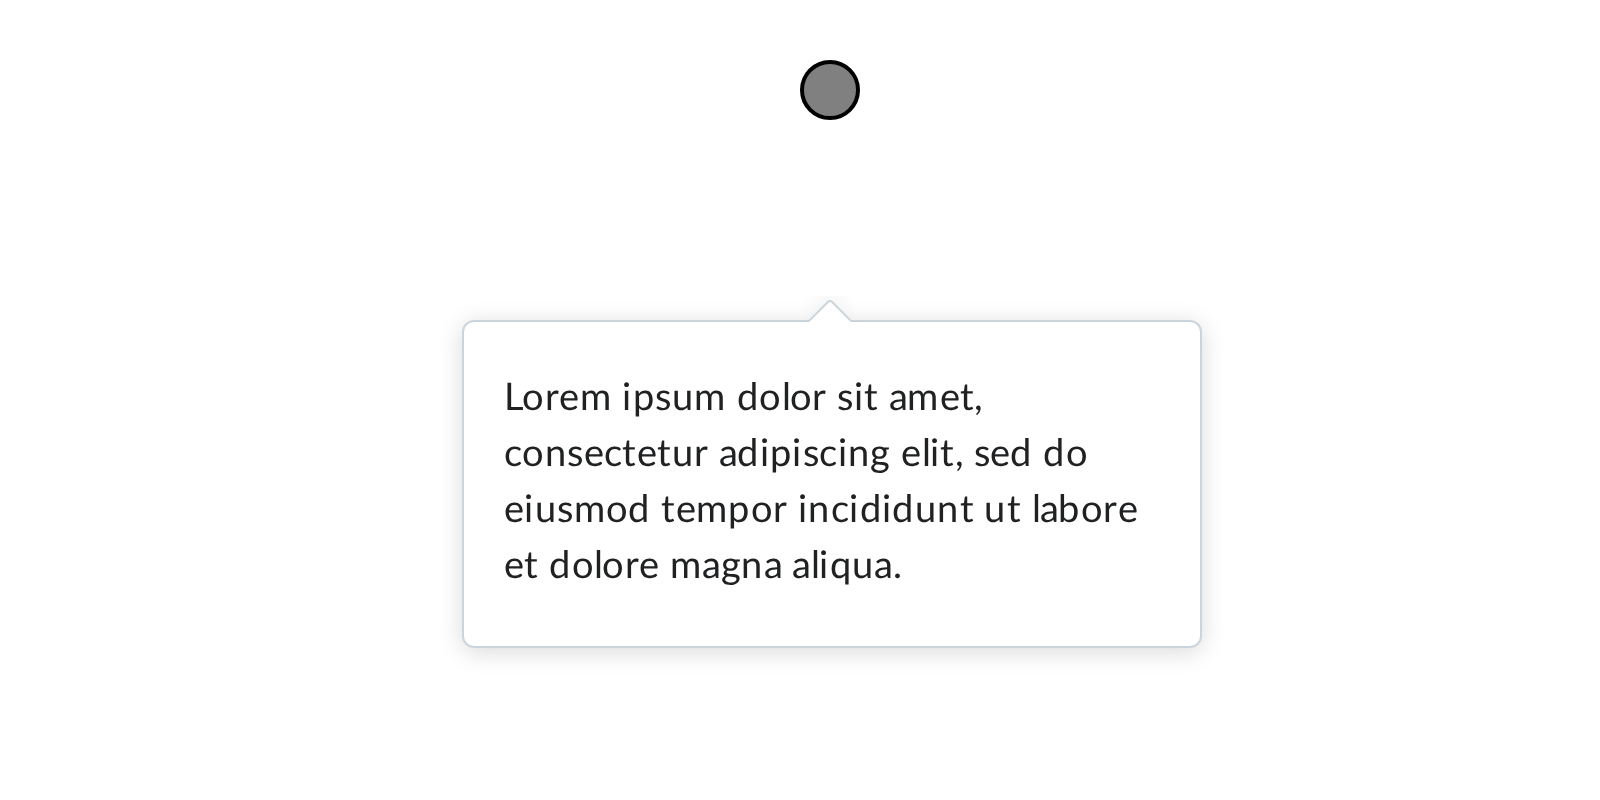 Lorem ipsum dolor sit amet,
consectetur adipiscing elit, sed do
eiusmod tempor incididunt ut labore
et dolore magna aliqua.